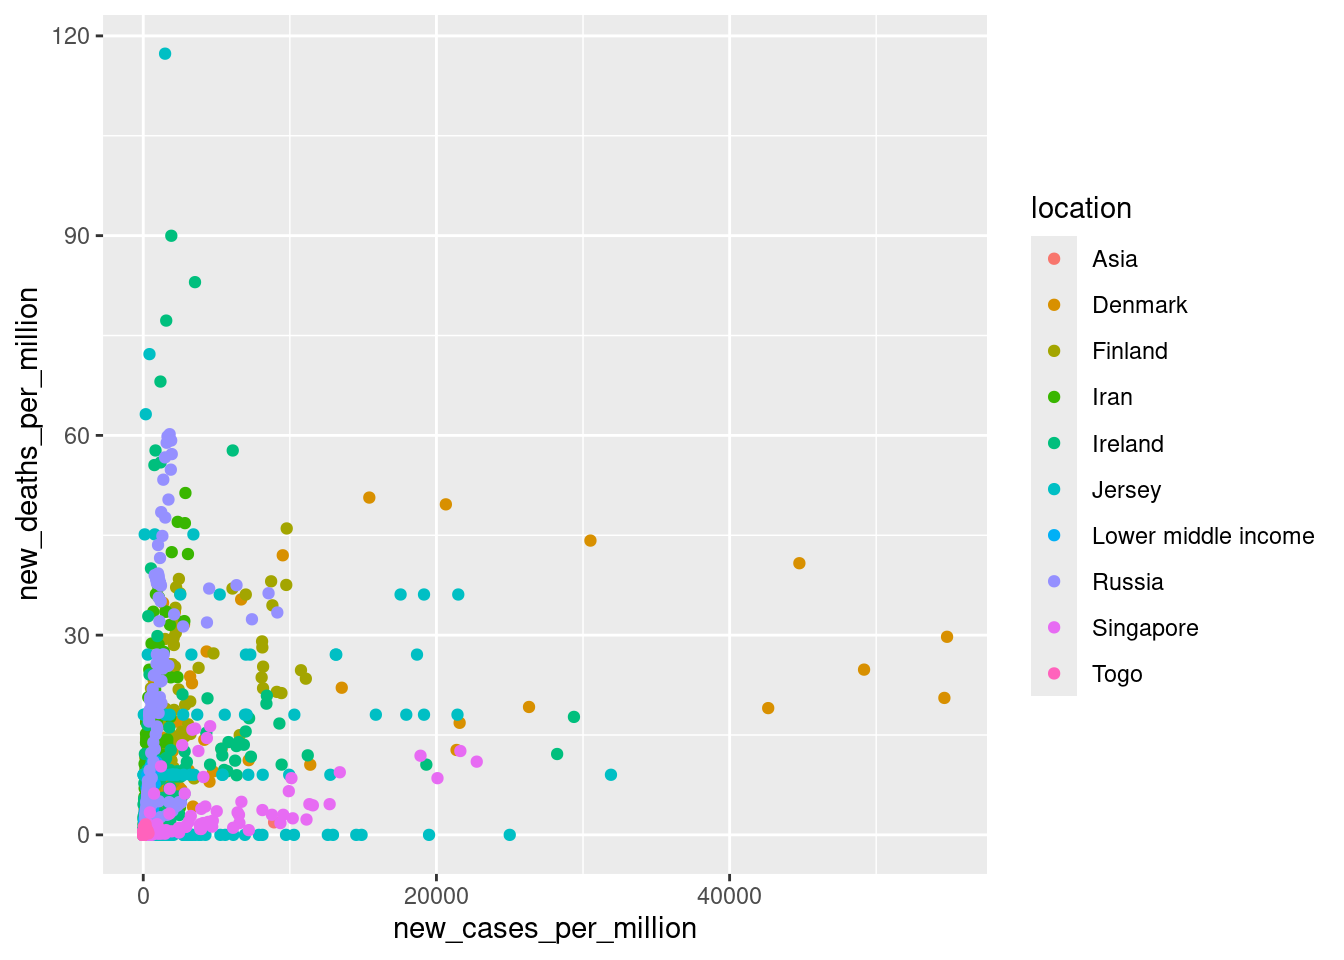 120
90
60
30
0
0
20000
40000
new_cases_per_million
new_deaths_per_million
location
Asia
Denmark
Finland
Iran
Ireland
Jersey
Lower middle income
Russia
Singapore
Togo